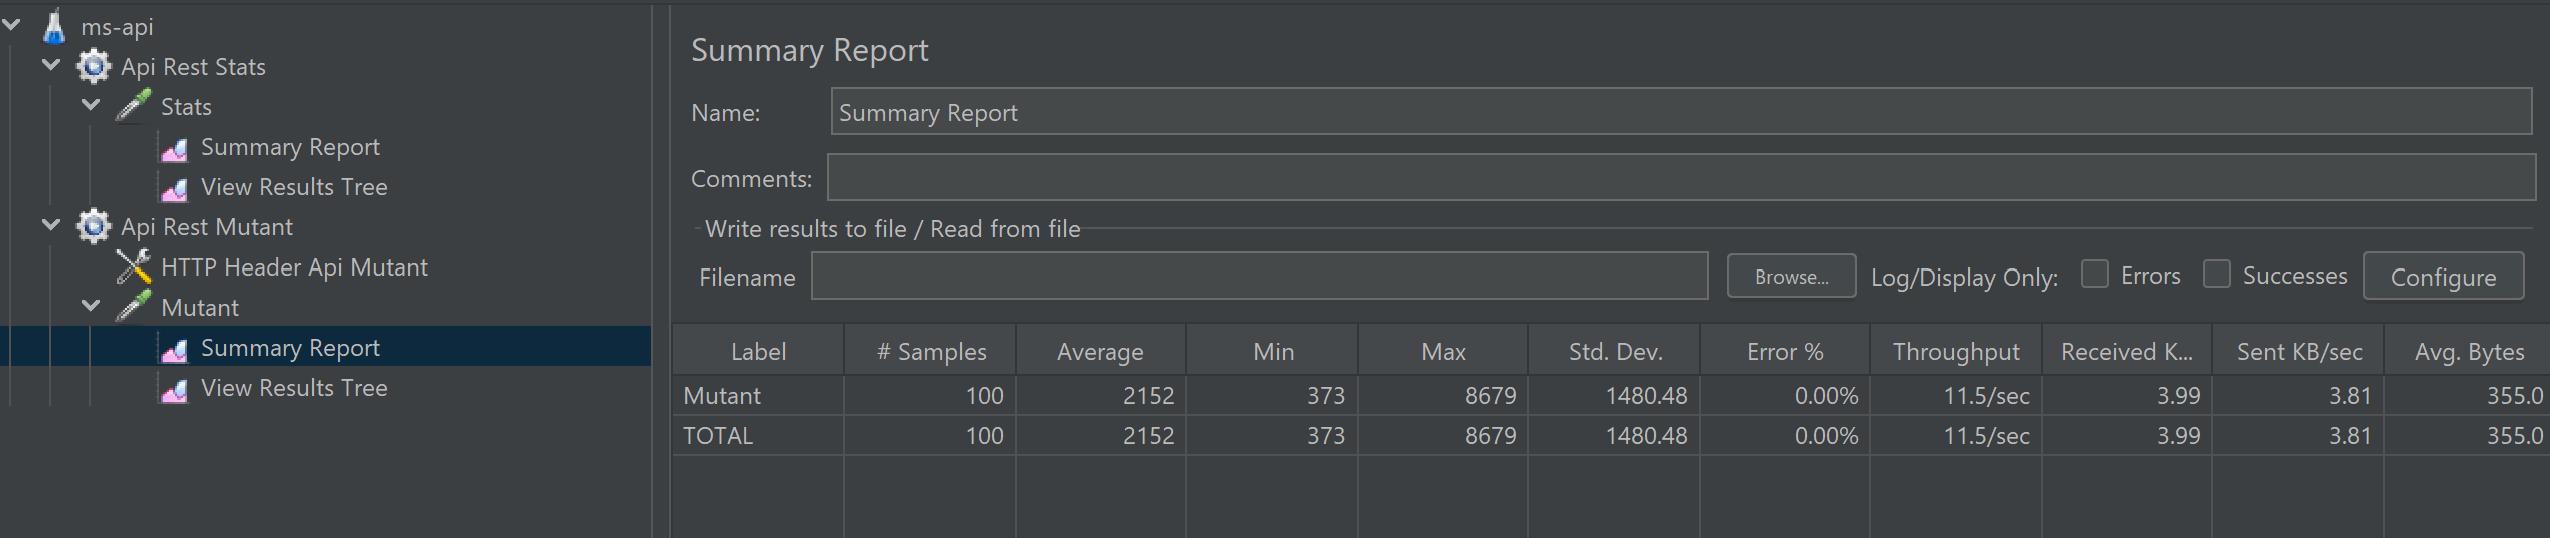 ms-api
Api Rest Stats
Stats
Summary Report
View Results Tree
Api Rest Mutant
HTTP Header Api Mutant
Mutant
Summary Report
View Results Tree
Summary Report
Name: Summary Report
Comments:
Write results to file / Read from file
Filename Browse... Log/Display Only: Errors Successes Configure
Label # Samples Average Min Max Std. Dev. Error % Throughput Received K... Sent KB/sec Avg. Bytes
Mutant 100 2152 373 8679 1480.48 0.00% 11.5/sec 3.99 3.81 355.0
TOTAL 100 2152 373 8679 1480.48 0.00% 11.5/sec 3.99 3.81 355.0